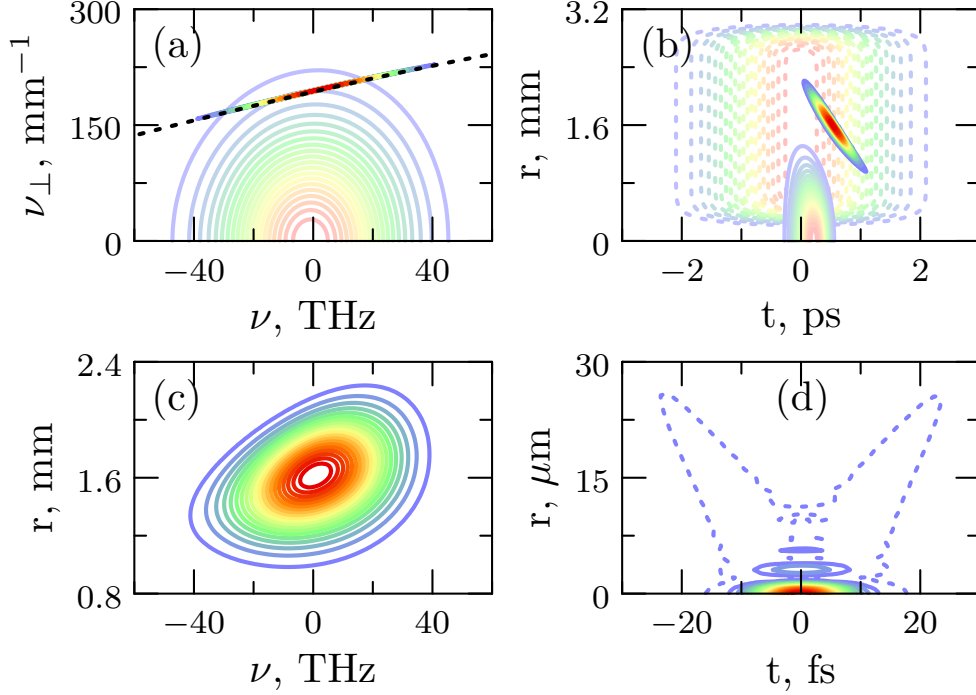 300
150
0
ν⊥, mm−1
(a)
−40
0
40
ν, THz
3.2
1.6
0
r, mm
(b)
−2
0
2
t, ps
2.4
1.6
0.8
r, mm
(c)
−40
0
40
ν, THz
30
15
0
r, μm
(d)
−20
0
20
t, fs